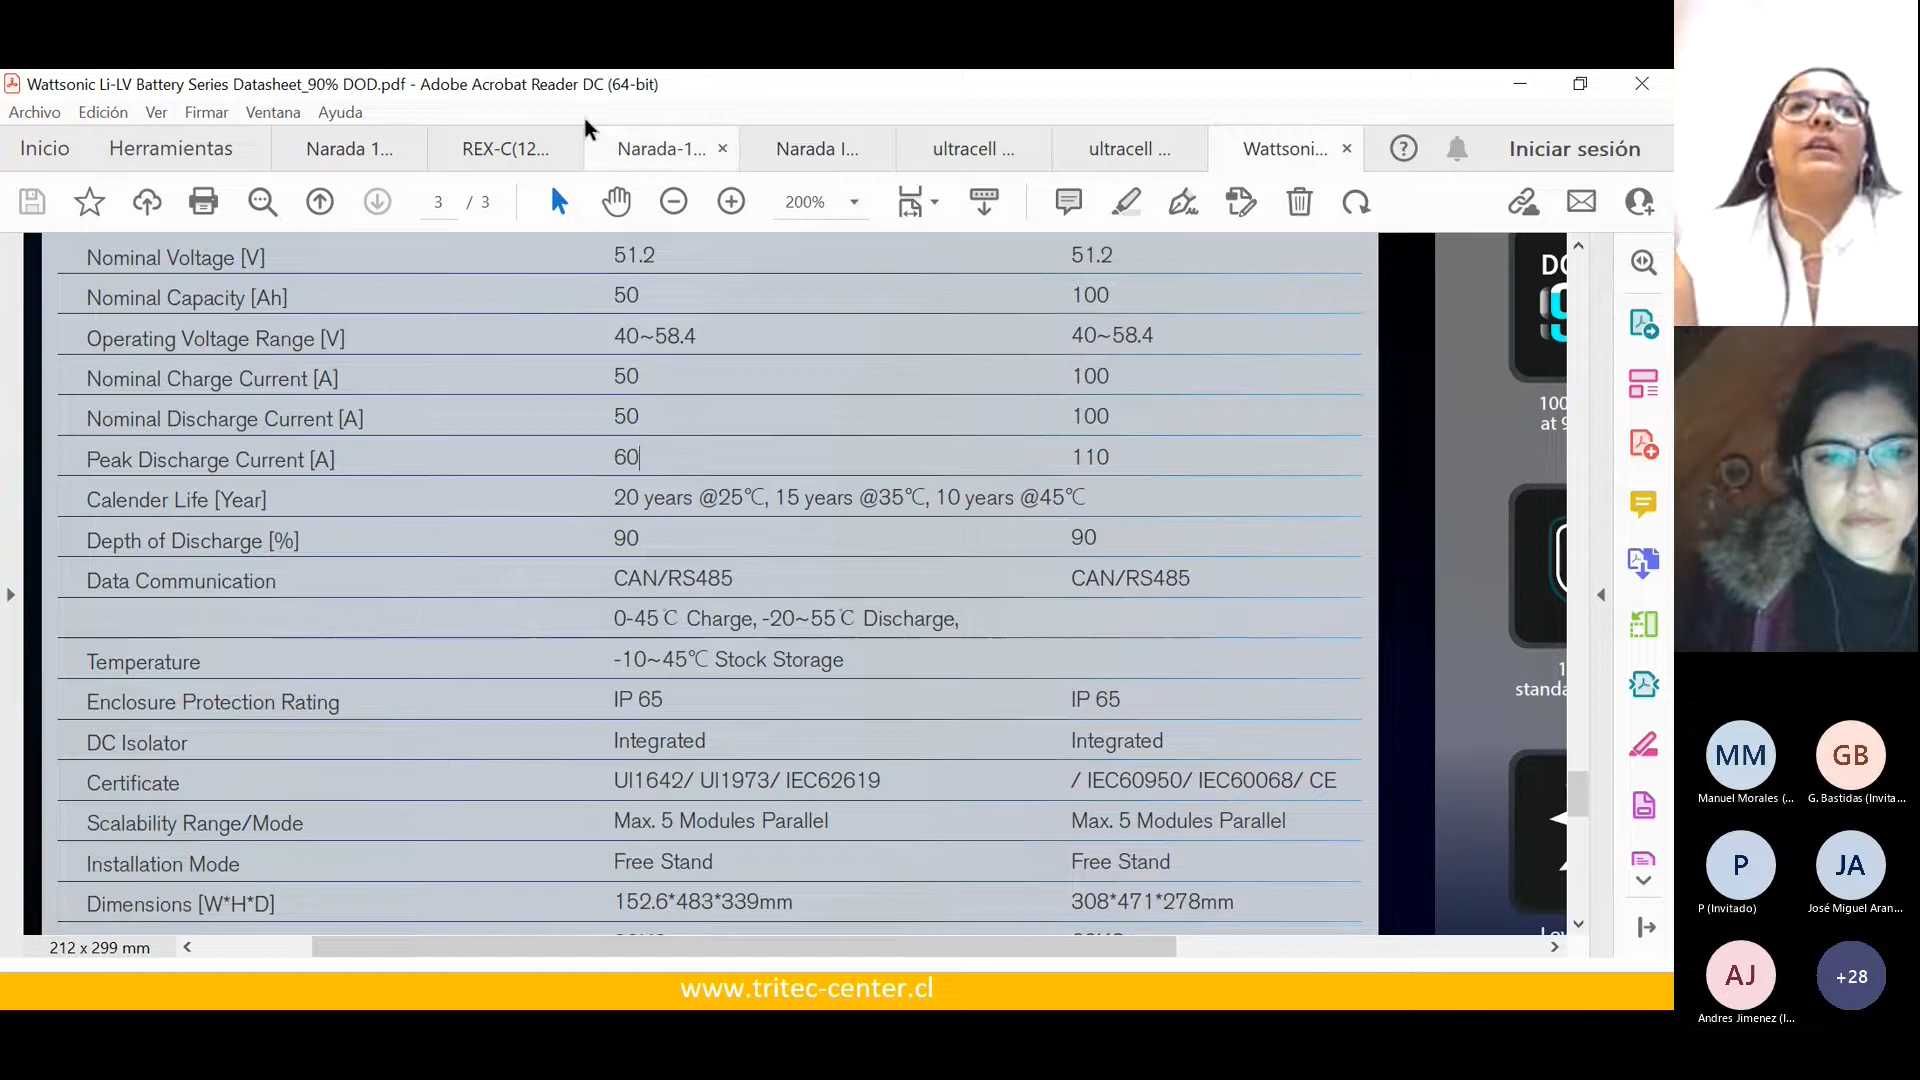 Wattsonic Li-LV Battery Series Datasheet_90% DOD.pdf - Adobe Acrobat Reader DC (64-bit)
Archivo Edición Ver Firmar Ventana Ayuda
Inicio Herramientas Narada 1... REX-C(12... Narada-1... Narada I... ultracell ... ultracell ... Wattsoni... Iniciar sesión
3 / 3 200%
Nominal Voltage [V] 51.2 51.2
Nominal Capacity [Ah] 50 100
Operating Voltage Range [V] 40~58.4 40~58.4
Nominal Charge Current [A] 50 100
Nominal Discharge Current [A] 50 100
Peak Discharge Current [A] 60 110
Calender Life [Year] 20 years @25℃, 15 years @35℃, 10 years @45℃
Depth of Discharge [%] 90 90
Data Communication CAN/RS485 CAN/RS485
0-45℃ Charge, -20~55℃ Discharge,
Temperature -10~45℃ Stock Storage
Enclosure Protection Rating IP 65 IP 65
DC Isolator Integrated Integrated
Certificate Ul1642/ Ul1973/ IEC62619 / IEC60950/ IEC60068/ CE
Scalability Range/Mode Max. 5 Modules Parallel Max. 5 Modules Parallel
Installation Mode Free Stand Free Stand
Dimensions [W*H*D] 152.6*483*339mm 308*471*278mm
100
at 9
standa
212 x 299 mm
www.tritec-center.cl
MM GB
Manuel Morales (... G. Bastidas (Invita...
P JA
P (Invitado) José Miguel Aran...
AJ +28
Andres Jimenez (I...